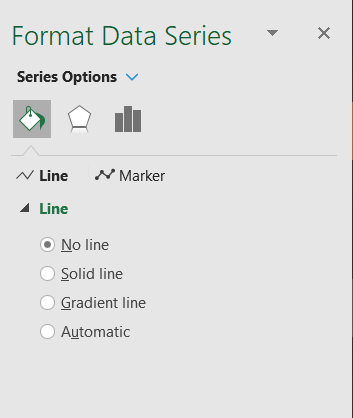 Format Data Series
Series Options
Line Marker
Line
No line
Solid line
Gradient line
Automatic